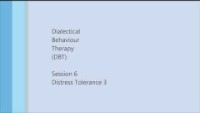 Dialectical
Behaviour
Therapy
(DBT)
Session 6
Distress Tolerance 3